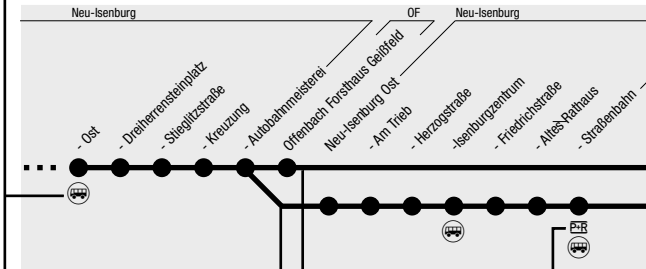 Neu-Isenburg
OF
Neu-Isenburg
- Ost
- Dreiherrensteinplatz
- Stieglitzstraße
- Kreuzung
- Autobahnmeisterei
Offenbach Forsthaus Geißfeld
Neu-Isenburg Ost
- Am Trieb
- Herzogstraße
-Isenburgzentrum
- Friedrichstraße
- Altes Rathaus
- Straßenbahn
P+R